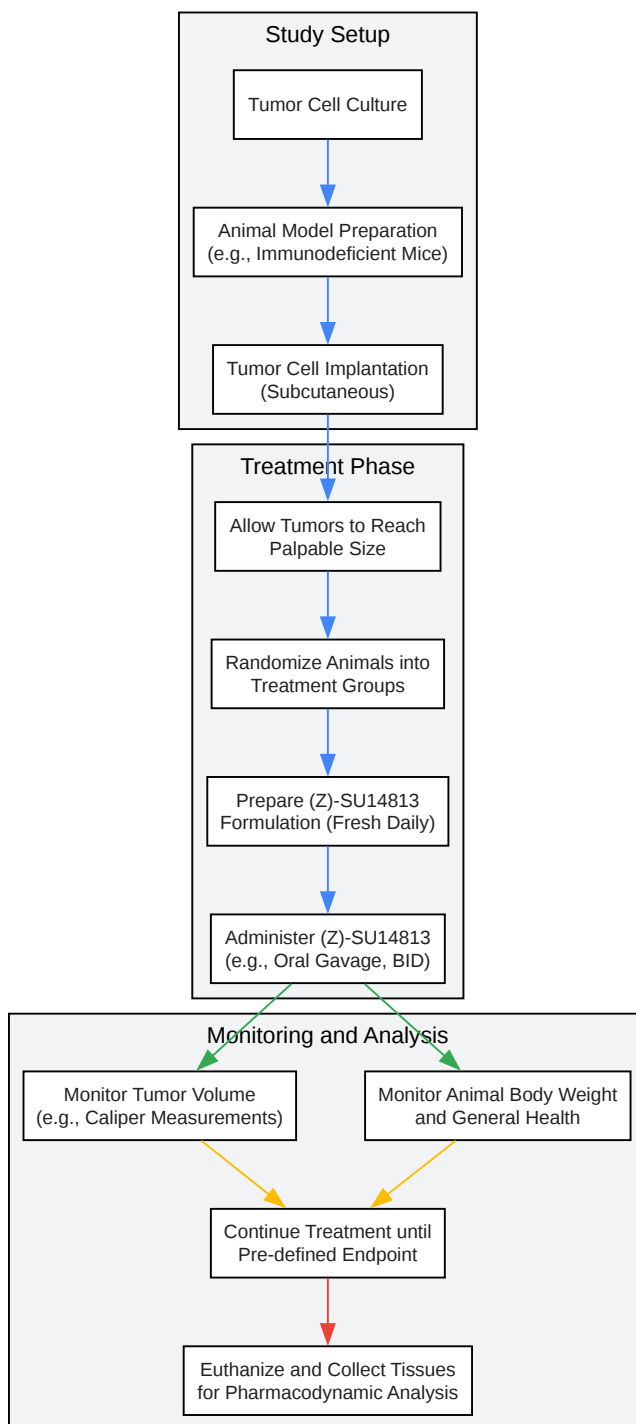 Study Setup
Tumor Cell Culture
Animal Model Preparation
(e.g., Immunodeficient Mice)
Tumor Cell Implantation
(Subcutaneous)
Treatment Phase
Allow Tumors to Reach
Palpable Size
Randomize Animals into
Treatment Groups
Prepare (Z)-SU14813
Formulation (Fresh Daily)
Administer (Z)-SU14813
(e.g., Oral Gavage, BID)
Monitoring and Analysis
Monitor Tumor Volume
(e.g., Caliper Measurements)
Monitor Animal Body Weight
and General Health
Continue Treatment until
Pre-defined Endpoint
Euthanize and Collect Tissues
for Pharmacodynamic Analysis